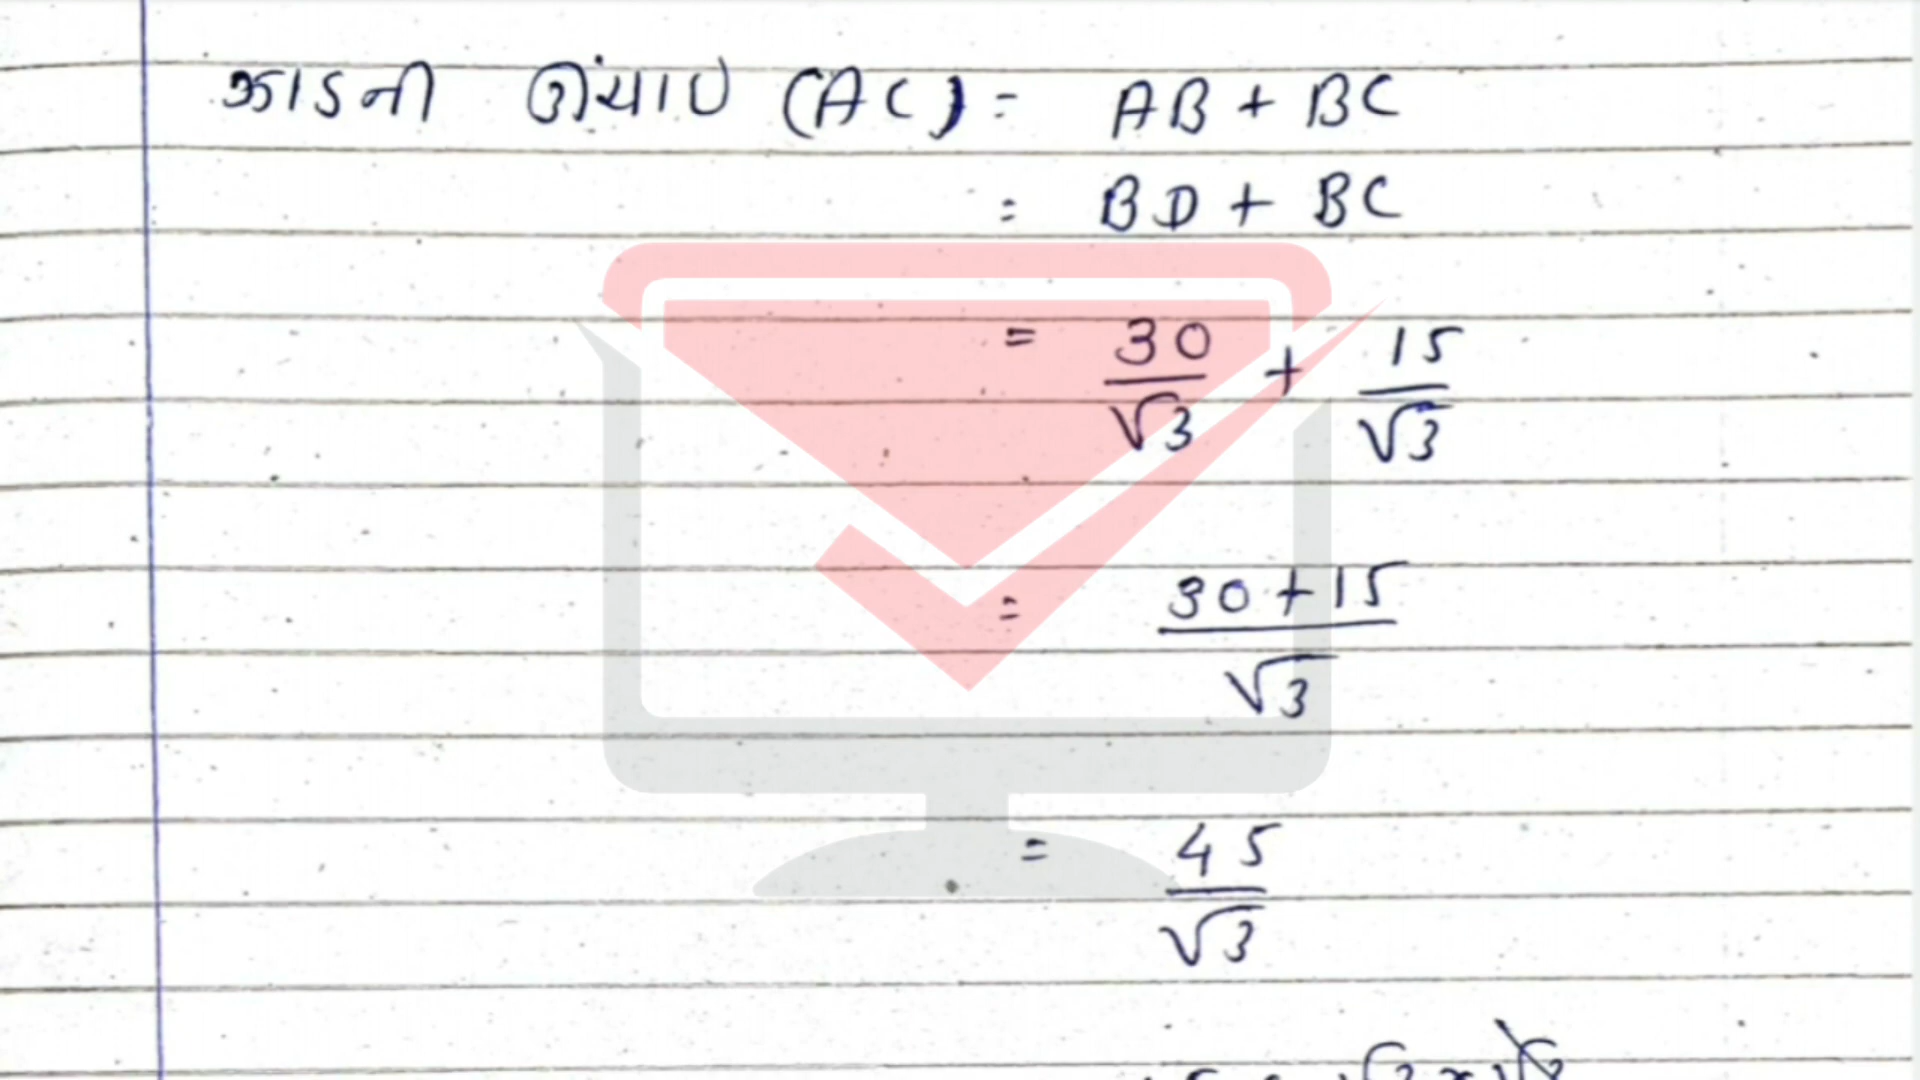 ઝાડની ઊંચાઇ (AC) = AB + BC
= BD + BC
= 30/√3 + 15/√3
= 30+15/√3
= 45/√3